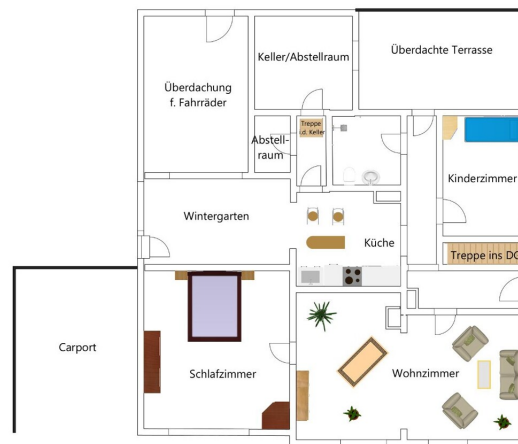 Keller/Abstellraum
Überdachte Terrasse
Überdachung
f. Fahrräder
Treppe
i.d. Keller
Abstell-
raum
Kinderzimmer
Wintergarten
Küche
Treppe ins DG
Carport
Schlafzimmer
Wohnzimmer